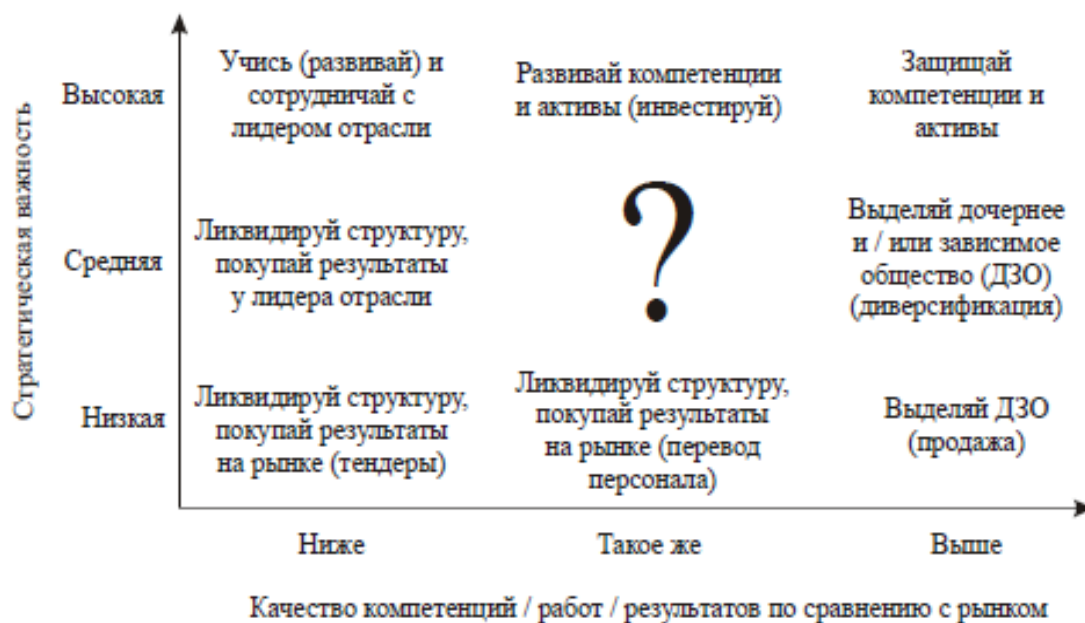 Стратегическая важность
Высокая
Учись (развивай) и
сотрудничай с
лидером отрасли
Развивай компетенции
и активы (инвестируй)
Защищай
компетенции и
активы
Средняя
Ликвидируй структуру,
покупай результаты
у лидера отрасли
?
Выделяй дочернее
и / или зависимое
общество (ДЗО)
(диверсификация)
Низкая
Ликвидируй структуру,
покупай результаты
на рынке (тендеры)
Ликвидируй структуру,
покупай результаты
на рынке (перевод
персонала)
Выделяй ДЗО
(продажа)
Ниже
Такое же
Выше
Качество компетенций / работ / результатов по сравнению с рынком